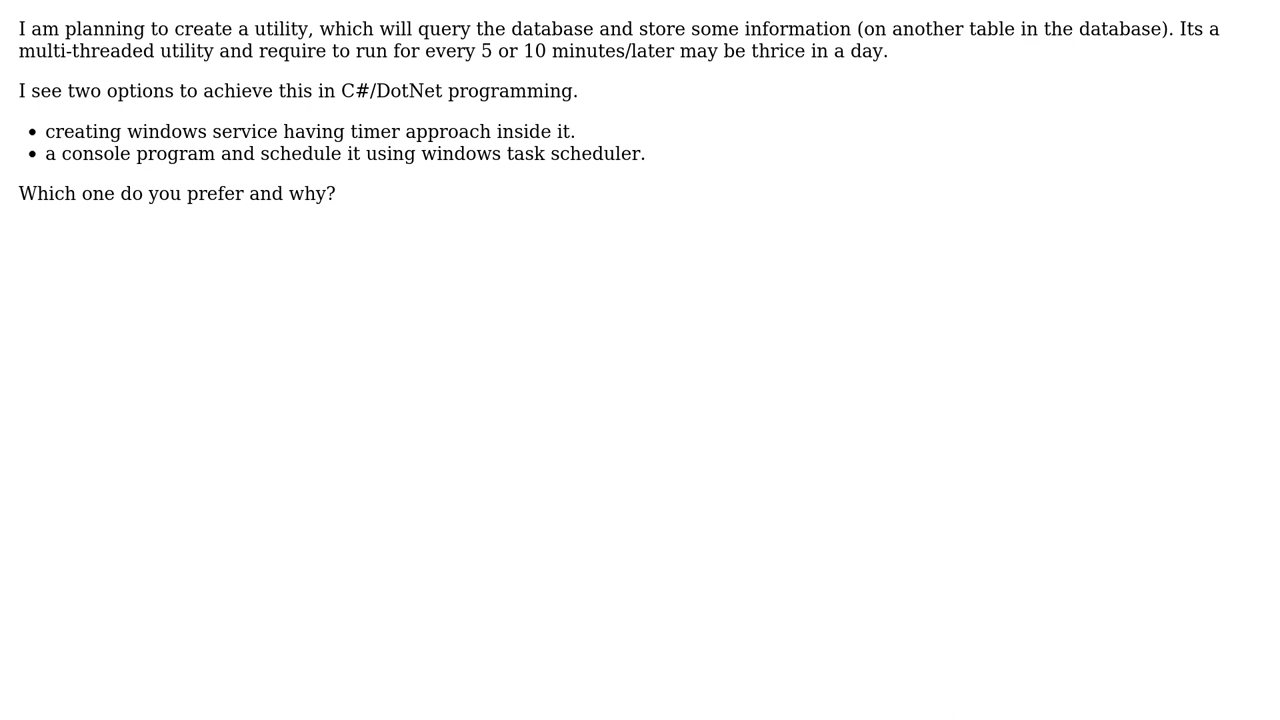 I am planning to create a utility, which will query the database and store some information (on another table in the database). Its a
multi-threaded utility and require to run for every 5 or 10 minutes/later may be thrice in a day.
I see two options to achieve this in C#/DotNet programming.
• creating windows service having timer approach inside it.
• a console program and schedule it using windows task scheduler.
Which one do you prefer and why?